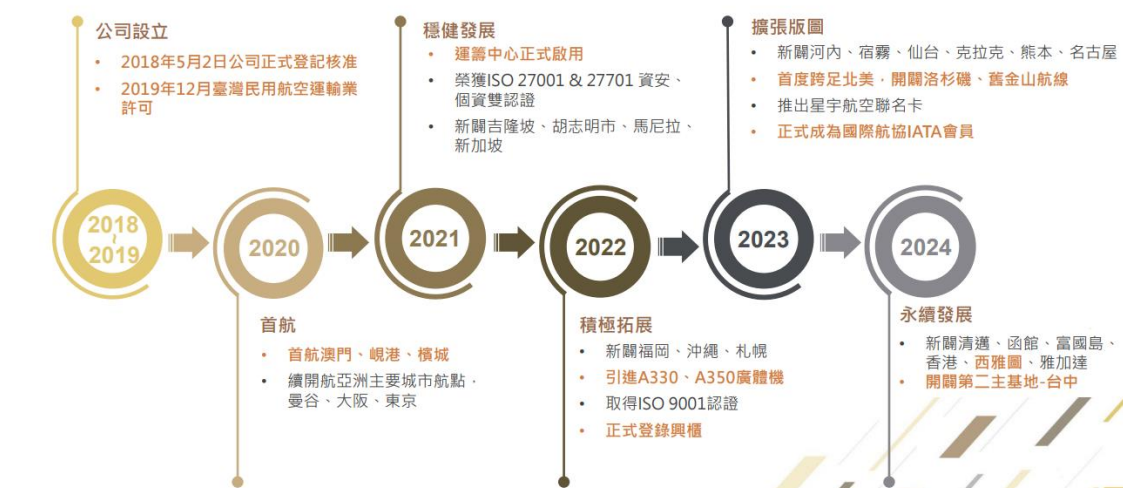 公司設立
• 2018年5月2日公司正式登記核准
• 2019年12月臺灣民用航空運輸業
許可
2018
~
2019
2020
首航
• 首航澳門、峴港、檳城
• 續開航亞洲主要城市航點,
曼谷、大阪、東京
穩健發展
• 運籌中心正式啟用
• 榮獲ISO 27001 & 27701 資安、
個資雙認證
• 新闢吉隆坡、胡志明市、馬尼拉、
新加坡
2021
2022
積極拓展
• 新闢福岡、沖繩、札幌
• 引進A330、A350廣體機
• 取得ISO 9001認證
• 正式登錄興櫃
擴張版圖
• 新闢河內、宿霧、仙台、克拉克、熊本、名古屋
• 首度跨足北美,開闢洛杉磯、舊金山航線
• 推出星宇航空聯名卡
• 正式成為國際航協IATA會員
2023
2024
永續發展
• 新闢清邁、函館、富國島、
香港、西雅圖、雅加達
• 開闢第二主基地-台中